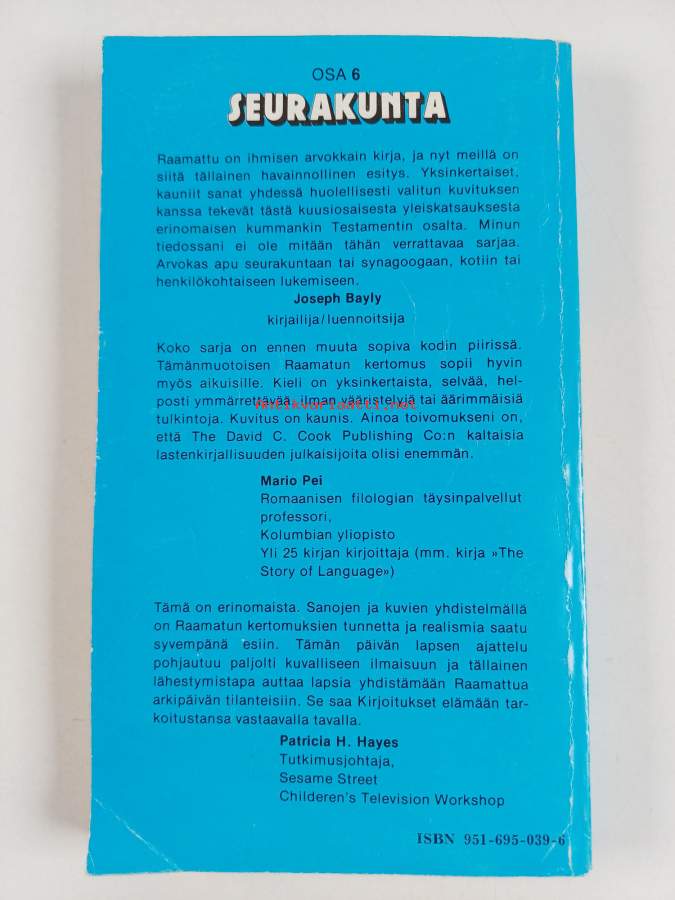 OSA 6
SEURAKUNTA
Raamattu on ihmisen arvokkain kirja, ja nyt meillä on
siitä tällainen havainnollinen esitys. Yksinkertaiset,
kauniit sanat yhdessä huolellisesti valitun kuvituksen
kanssa tekevät tästä kuusiosaisesta yleiskatsauksesta
erinomaisen kummankin Testamentin osalta. Minun
tiedossani ei ole mitään tähän verrattavaa sarjaa.
Arvokas apu seurakuntaan tai synagoogaan, kotiin tai
henkilökohtaiseen lukemiseen.
Joseph Bayly
kirjailija/luennoitsija
Koko sarja on ennen muuta sopiva kodin piirissä.
Tämänmuotoisen Raamatun kertomus sopii hyvin
myös aikuisille. Kieli on yksinkertaista, selvää, hel-
posti ymmärrettävää, ilman vääristelyjä tai äärimmäisiä
tulkintoja. Kuvitus on kaunis. Ainoa toivomukseni on,
että The David C. Cook Publishing Co:n kaltaisia
lastenkirjallisuuden julkaisijoita olisi enemmän.
Mario Pei
Romaanisen filologian täysinpalvellut
professori,
Kolumbian yliopisto
Yli 25 kirjan kirjoittaja (mm. kirja »The
Story of Language»)
Tämä on erinomaista. Sanojen ja kuvien yhdistelmällä
on Raamatun kertomuksien tunnetta ja realismia saatu
syvempänä esiin. Tämän päivän lapsen ajattelu
pohjautuu paljolti kuvalliseen ilmaisuun ja tällainen
lähestymistapa auttaa lapsia yhdistämään Raamattua
arkipäivän tilanteisiin. Se saa Kirjoitukset elämään tar-
koitustansa vastaavalla tavalla.
Patricia H. Hayes
Tutkimusjohtaja,
Sesame Street
Childeren's Television Workshop
ISBN 951-695-039-6